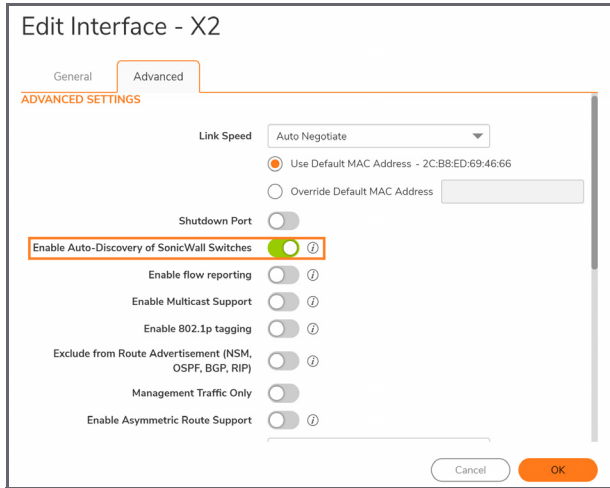 Edit Interface - X2
General
Advanced
ADVANCED SETTINGS
Link Speed
Auto Negotiate
Use Default MAC Address - 2C:B8:ED:69:46:66
Override Default MAC Address
Shutdown Port
Enable Auto-Discovery of SonicWall Switches
Enable flow reporting
Enable Multicast Support
Enable 802.1p tagging
Exclude from Route Advertisement (NSM,
OSPF, BGP, RIP)
Management Traffic Only
Enable Asymmetric Route Support
Cancel
OK